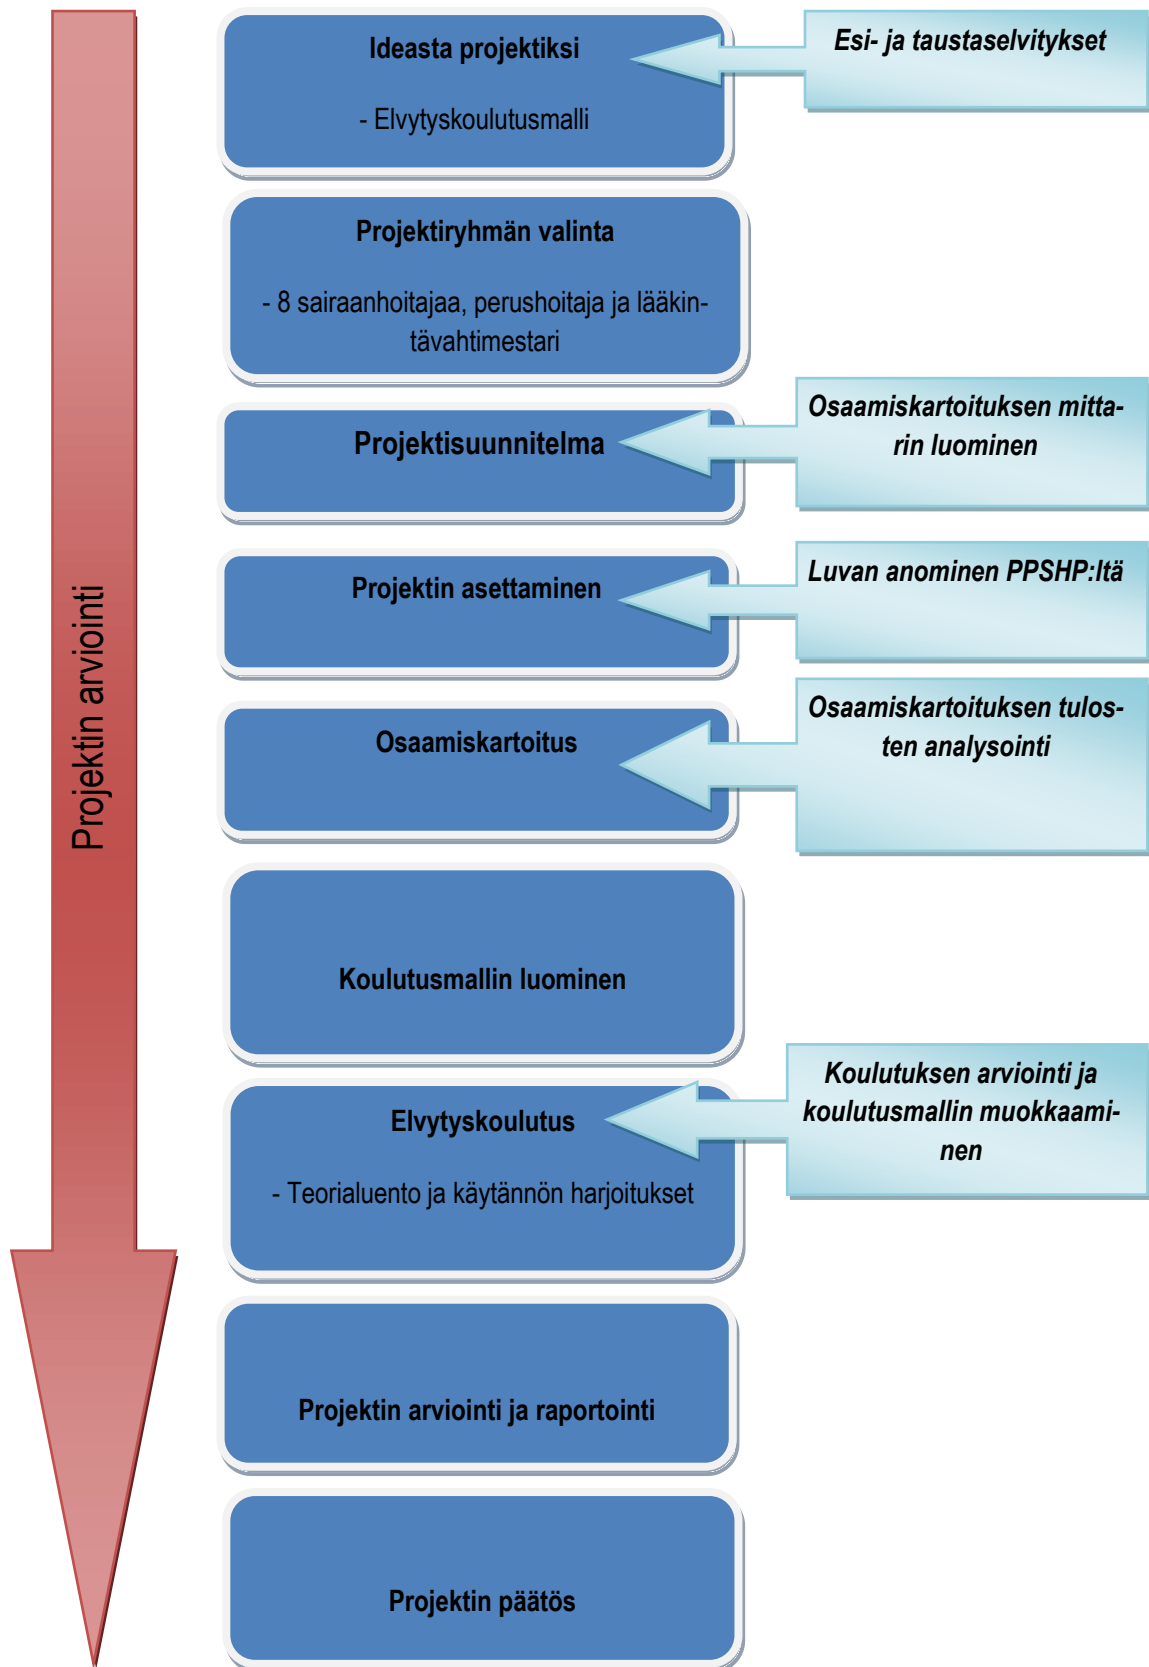 Ideasta projektiksi
- Elvytyskoulutusmalli
Esi- ja taustaselvitykset
Projektiryhmän valinta
- 8 sairaanhoitajaa, perushoitaja ja lääkin-
tävahtimestari
Projektisuunnitelma
Osaamiskartoituksen mitta-
rin luominen
Projektin asettaminen
Luvan anominen PPSHP:ltä
Projektin arviointi
Osaamiskartoitus
Osaamiskartoituksen tulos-
ten analysointi
Koulutusmallin luominen
Elvytyskoulutus
- Teorialuento ja käytännön harjoitukset
Koulutuksen arviointi ja
koulutusmallin muokkaami-
nen
Projektin arviointi ja raportointi
Projektin päätös